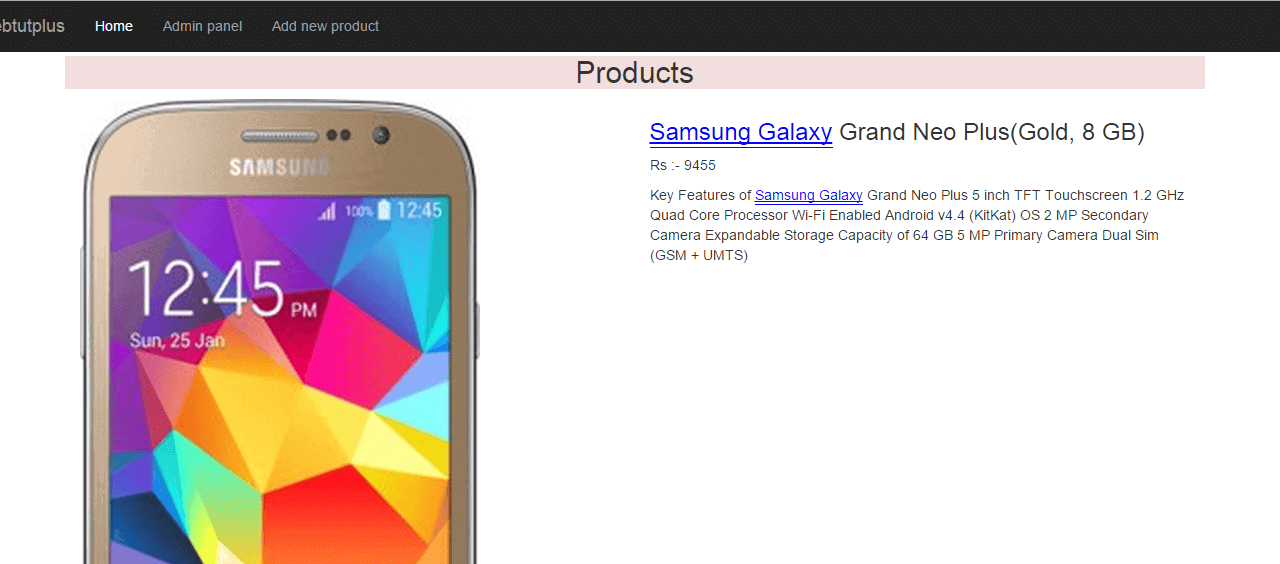 ebtutplus Home Admin panel Add new product
Products
SAMSUNG
100% 12:45
12:45 PM
Sun, 25 Jan
Samsung Galaxy Grand Neo Plus(Gold, 8 GB)
Rs :- 9455
Key Features of Samsung Galaxy Grand Neo Plus 5 inch TFT Touchscreen 1.2 GHz
Quad Core Processor Wi-Fi Enabled Android v4.4 (KitKat) OS 2 MP Secondary
Camera Expandable Storage Capacity of 64 GB 5 MP Primary Camera Dual Sim
(GSM + UMTS)